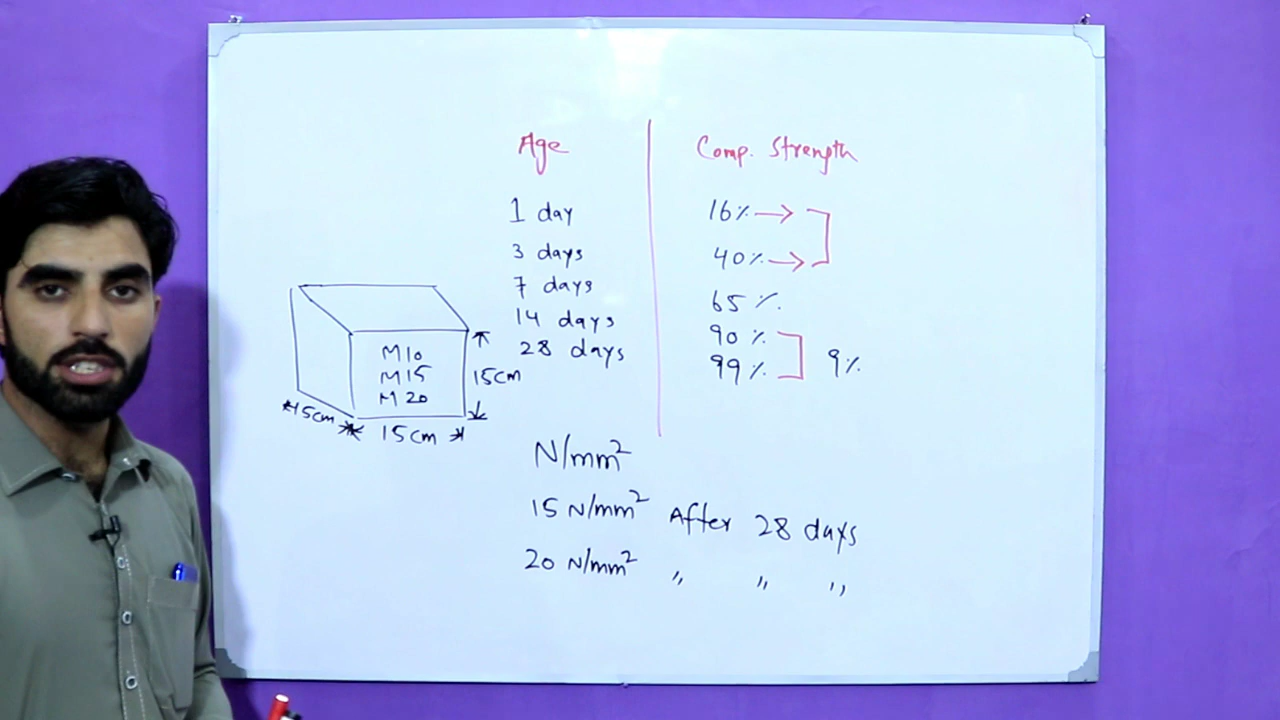 Age Comp. Strength
1 day 16%
3 days 40%
7 days 65%.
14 days 90%
28 days 99% 9%
M10
M15
M20
15cm
15cm
15cm
N/mm²
15 N/mm² After 28 days
20 N/mm² " " "